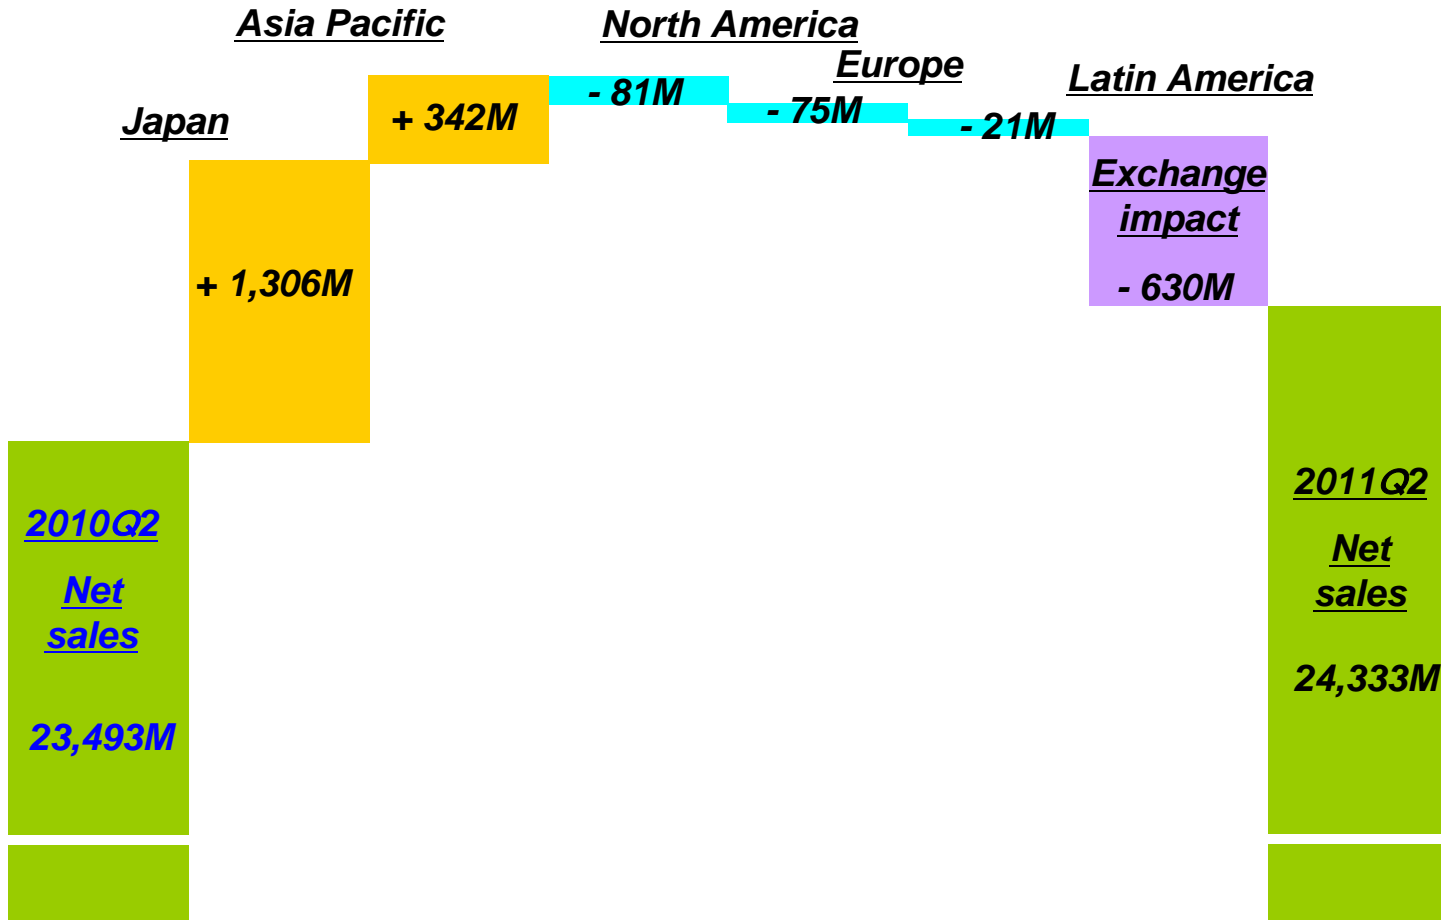 Asia Pacific
North America
Europe
Latin America
Japan
+ 342M
- 81M
- 75M
- 21M
Exchange
impact
- 630M
+ 1,306M
2010Q2
Net
sales
23,493M
2011Q2
Net
sales
24,333M